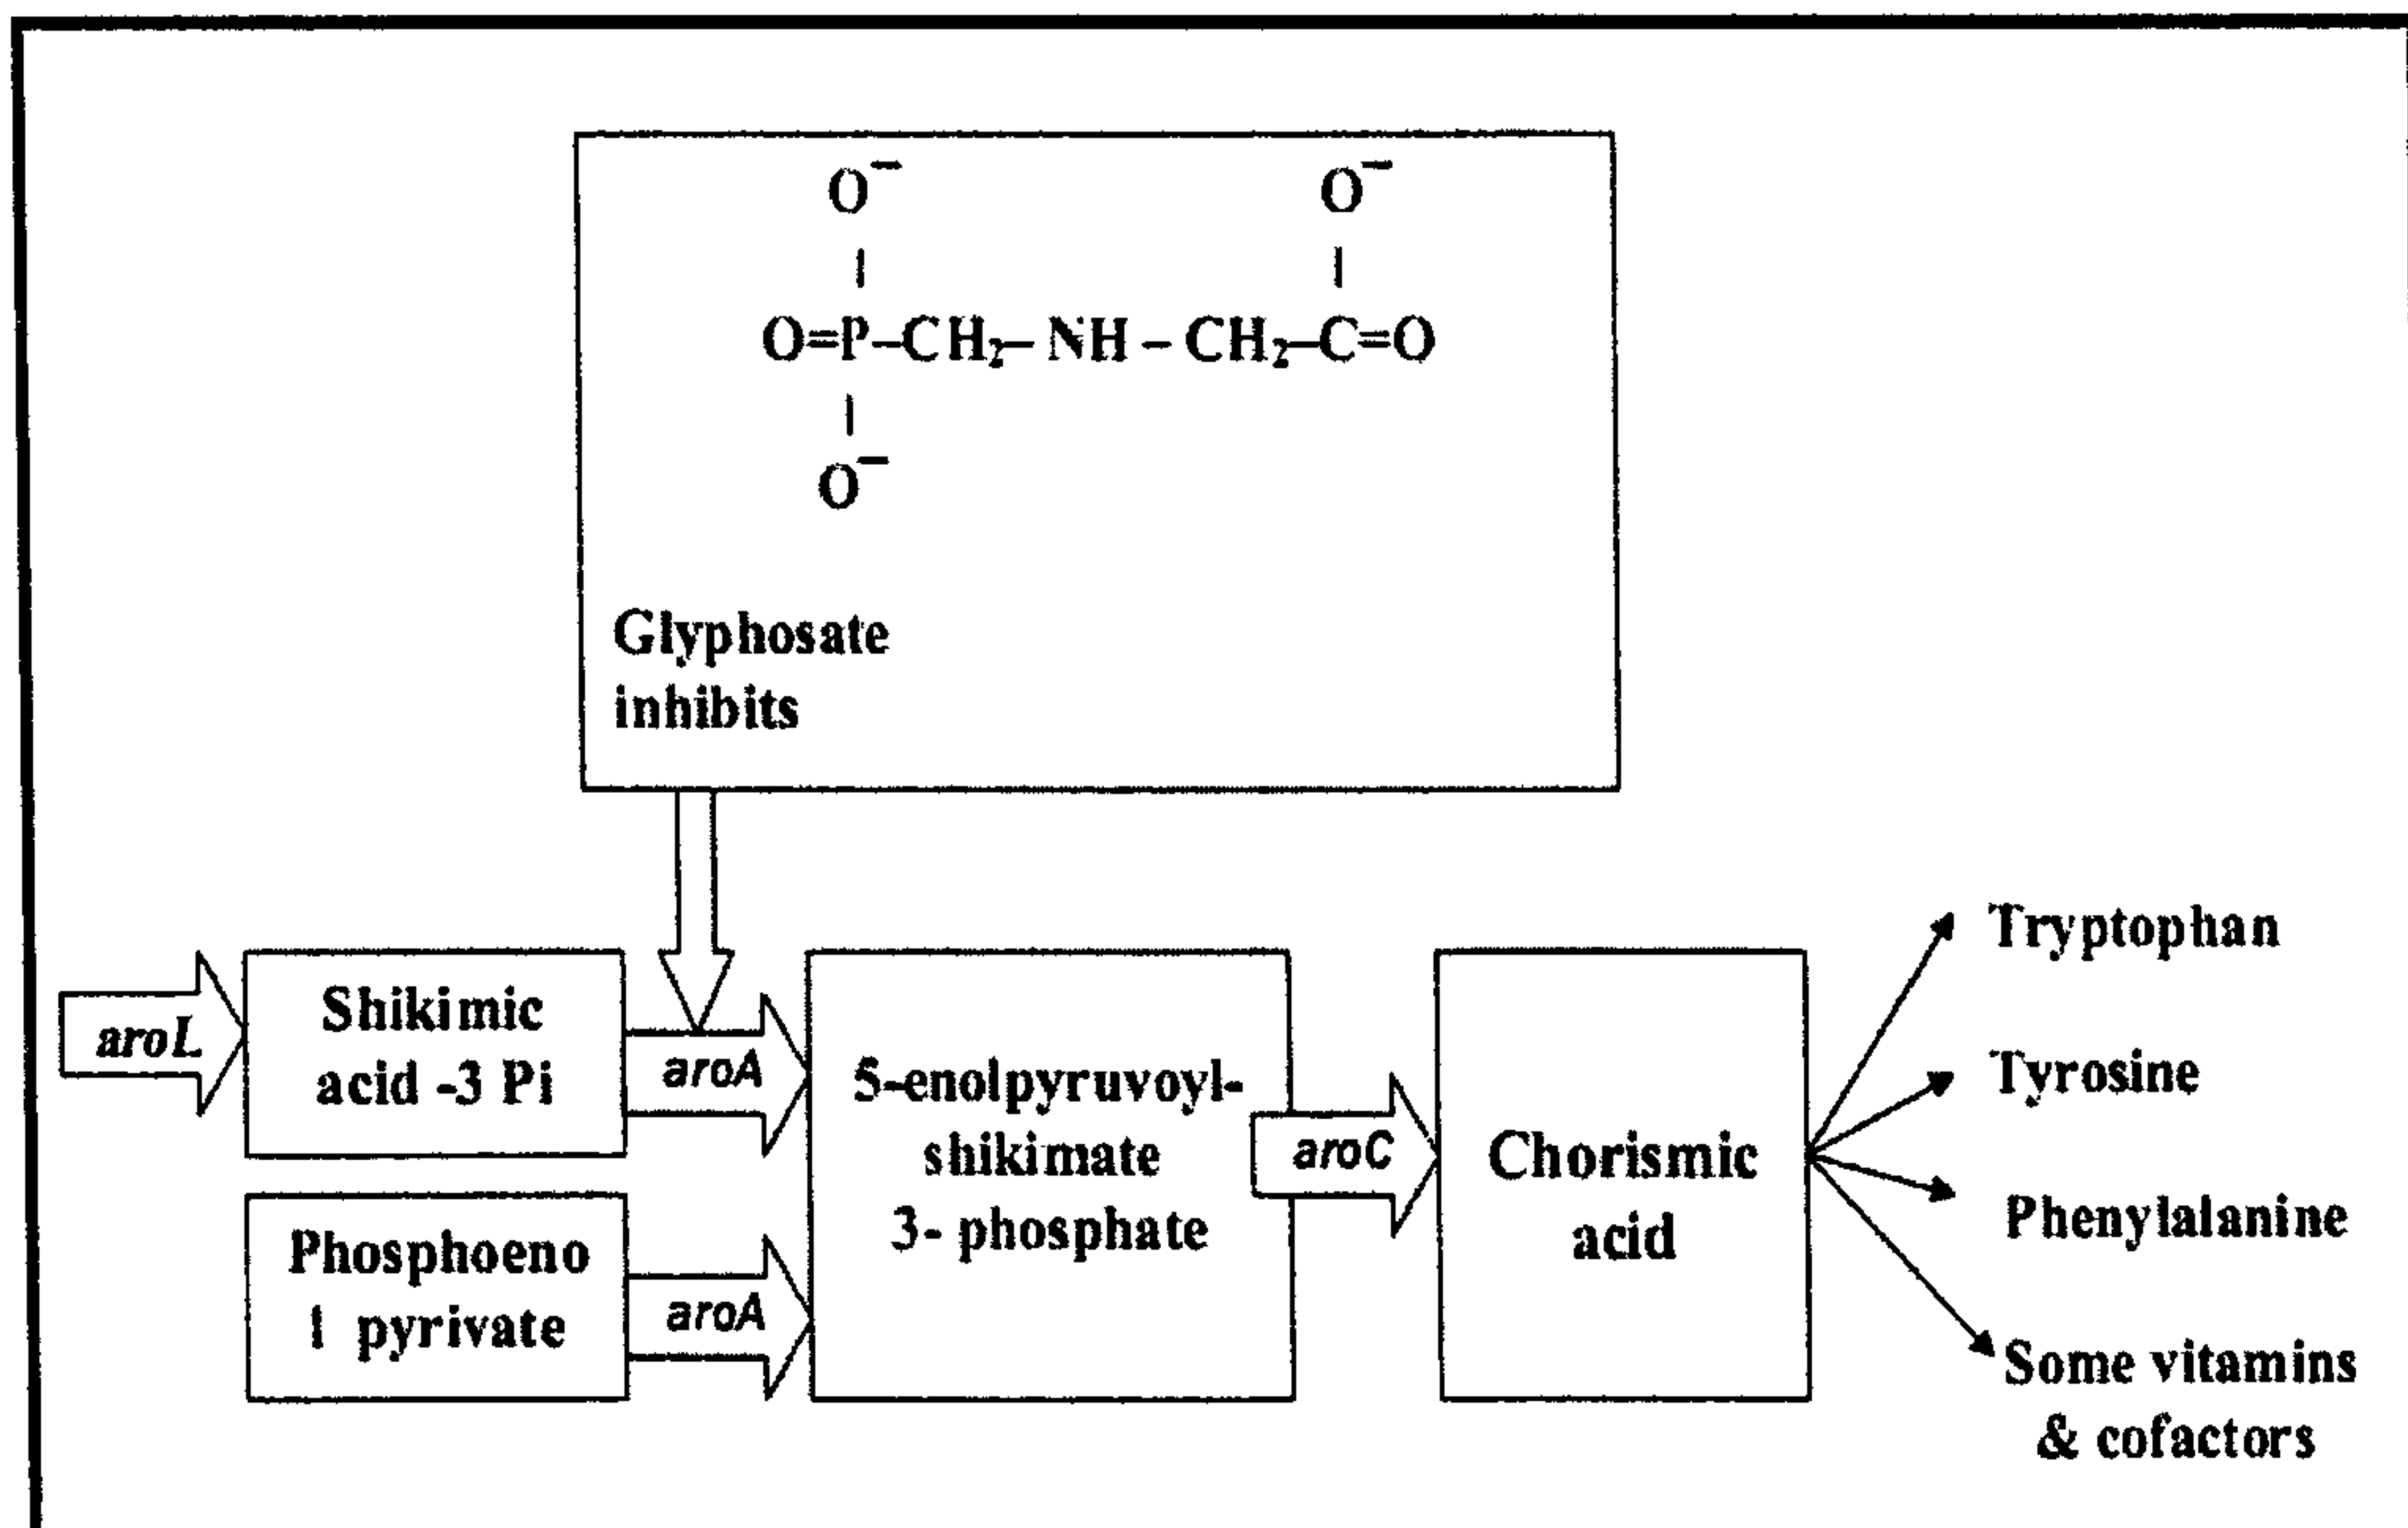 O⁻ O⁻
O=P–CH₂– NH – CH₂–C=O
O⁻
Glyphosate
inhibits
aroL
Shikimic
acid -3 Pi
aroA
Phosphoeno
l pyrivate
aroA
5-enolpyruvoyl-
shikimate
3- phosphate
aroC
Chorismic
acid
Tryptophan
Tyrosine
Phenylalanine
Some vitamins
& cofactors